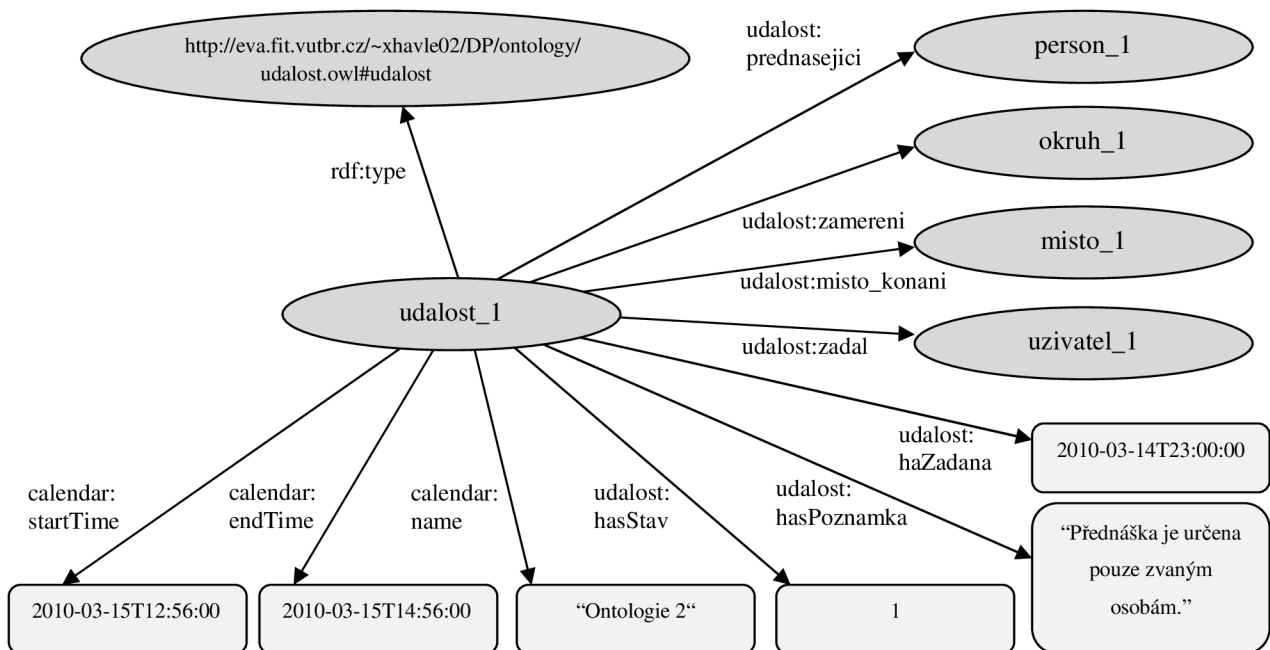 http://eva.fit.vutbr.cz/~xhavle02/DP/ontology/
udalost.owl#udalost
udalost:
prednasejici
person_1
okruh_1
rdf:type
udalost:zamereni
misto_1
udalost:misto_konani
udalost_1
uzivatel_1
udalost:zadal
udalost:
haZadana
2010-03-14T23:00:00
calendar:
startTime
calendar:
endTime
calendar:
name
udalost:
hasStav
udalost:
hasPoznamka
“Přednáška je určena
pouze zvaným
osobám.”
2010-03-15T12:56:00
2010-03-15T14:56:00
“Ontologie 2“
1